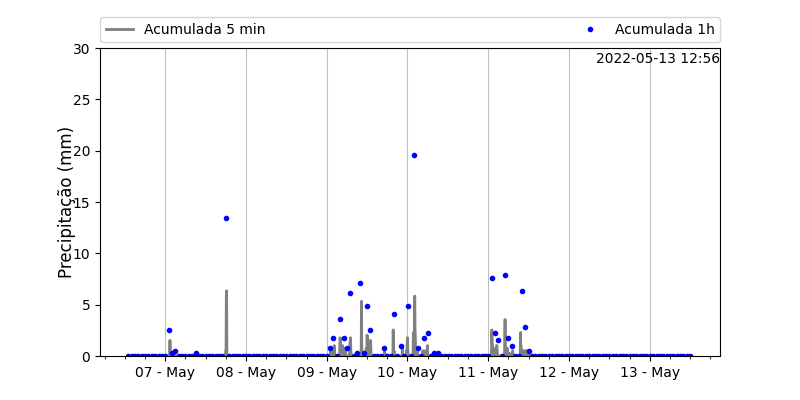 Acumulada 5 min
Acumulada 1h
2022-05-13 12:56
Precipitação (mm)
30
25
20
15
10
5
0
07 - May
08 - May
09 - May
10 - May
11 - May
12 - May
13 - May